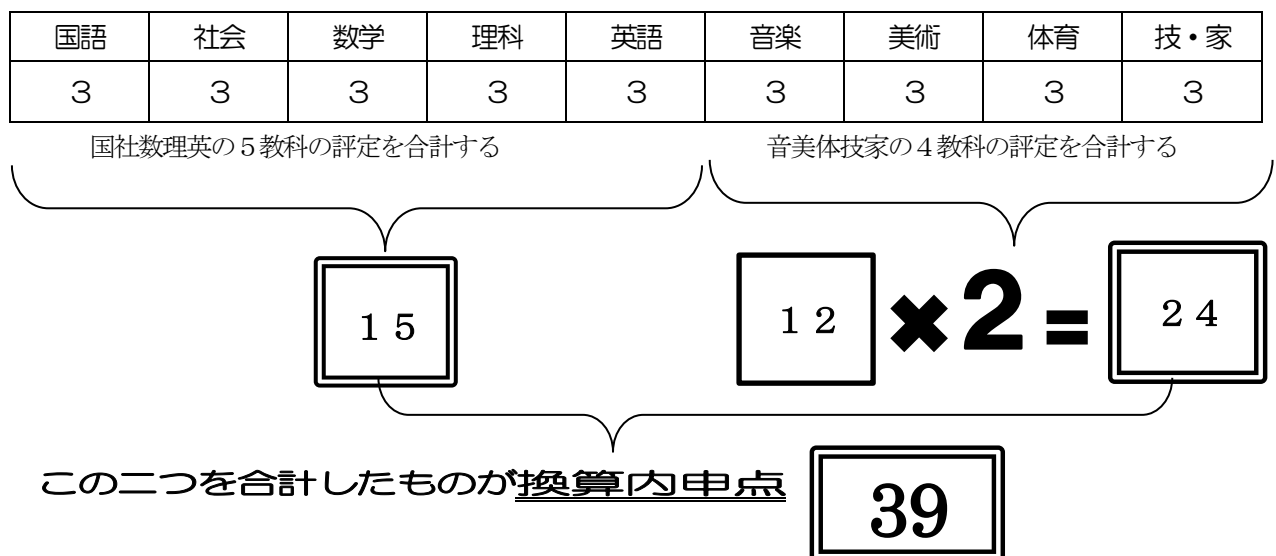 国語 社会 数学 理科 英語 音楽 美術 体育 技・家
３ ３ ３ ３ ３ ３ ３ ３ ３
国社数理英の５教科の評定を合計する 音美体技家の４教科の評定を合計する
１５ １２ ×2= ２４
この二つを合計したものが換算内申点 39